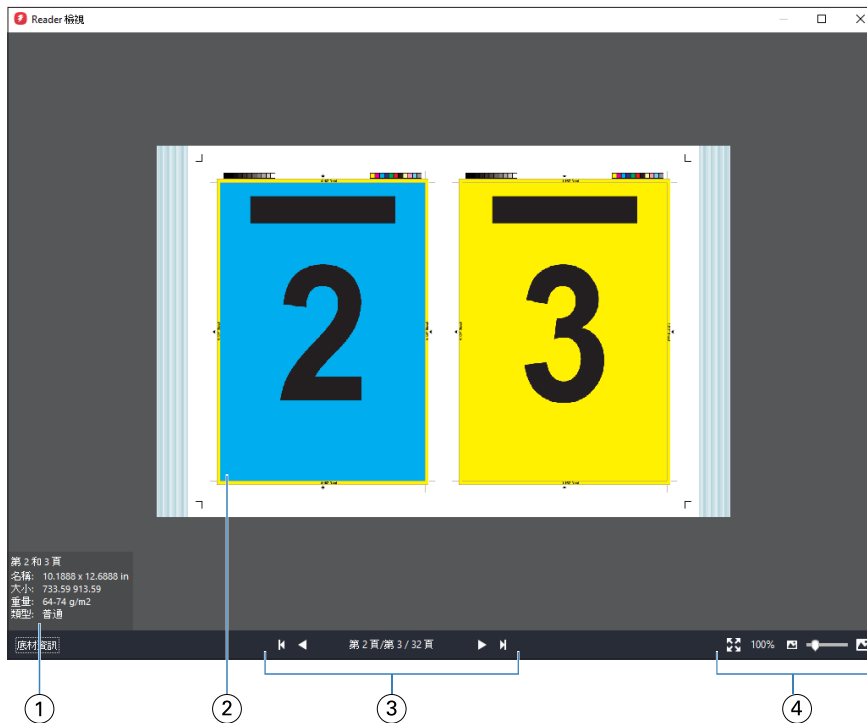 Reader 檢視
2
3
第 2 和 3 頁
名稱: 10.1888 x 12.6888 in
大小: 733.59 913.59
重量: 64-74 g/m2
類型: 普通
底材資訊
第 2 頁/第 3 / 32 頁
100%
1
2
3
4